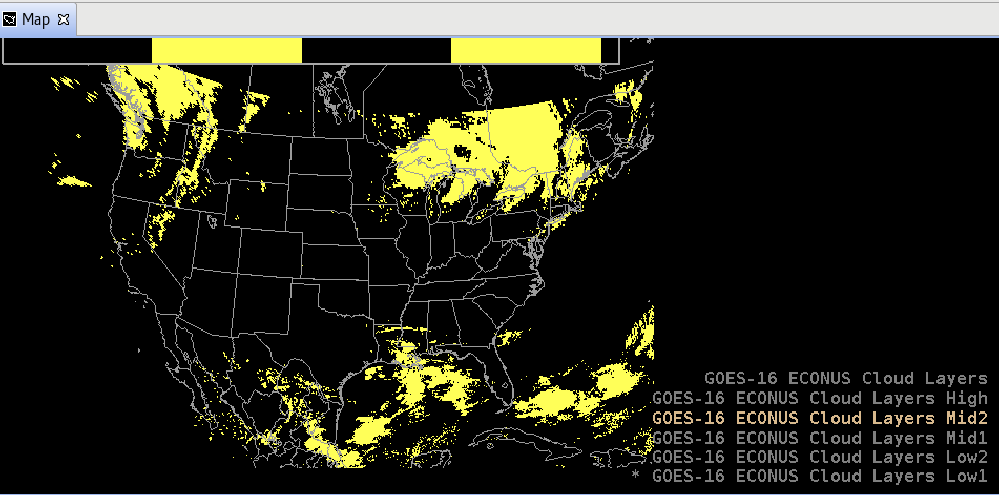 Map
GOES-16 ECONUS Cloud Layers
GOES-16 ECONUS Cloud Layers High
GOES-16 ECONUS Cloud Layers Mid2
GOES-16 ECONUS Cloud Layers Mid1
GOES-16 ECONUS Cloud Layers Low2
* GOES-16 ECONUS Cloud Layers Low1